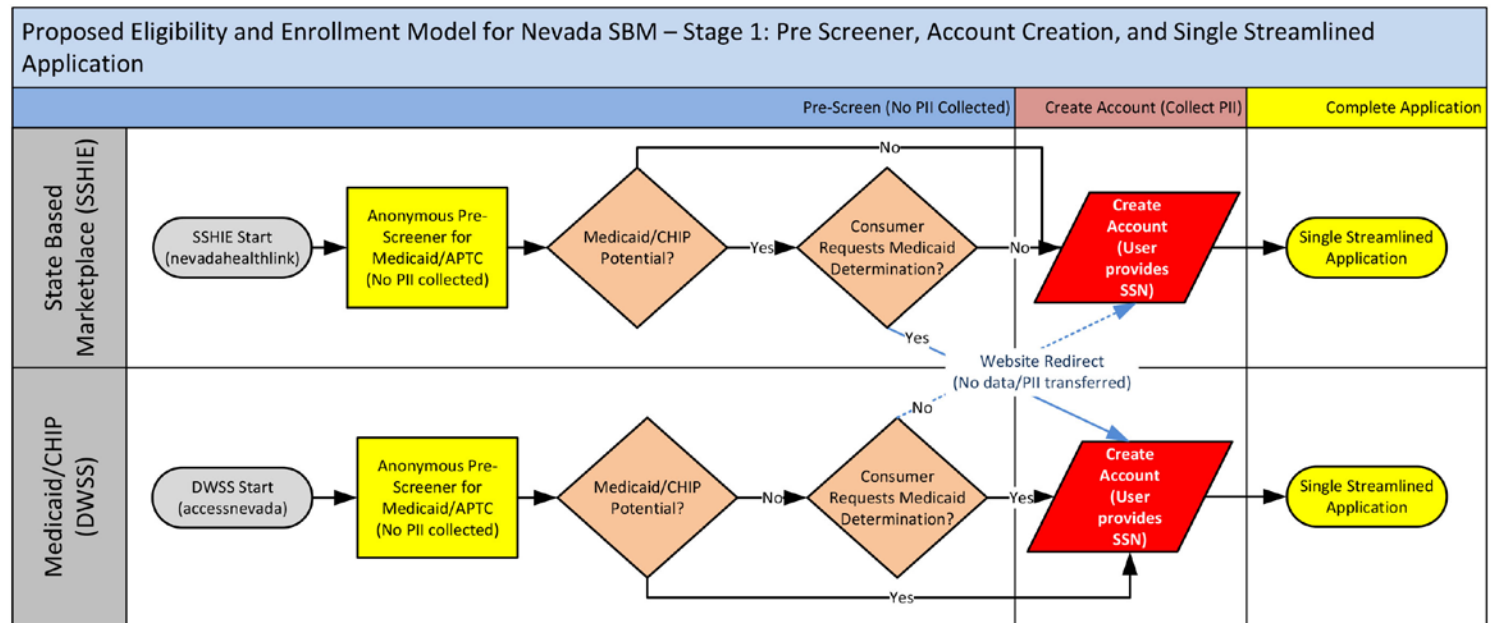 Proposed Eligibility and Enrollment Model for Nevada SBM – Stage 1: Pre Screener, Account Creation, and Single Streamlined
Application
Pre-Screen (No PII Collected)
Create Account (Collect PII)
Complete Application
State Based
Marketplace (SSHIE)
SSHIE Start
(nevadahealthlink)
Anonymous Pre-
Screener for
Medicaid/APTC
(No PII collected)
Medicaid/CHIP
Potential?
No
Yes
Consumer
Requests Medicaid
Determination?
No
Yes
Create
Account
(User
provides
SSN)
Single Streamlined
Application
Website Redirect
(No data/PII transferred)
Medicaid/CHIP
(DWSS)
DWSS Start
(accessnevada)
Anonymous Pre-
Screener for
Medicaid/APTC
(No PII collected)
Medicaid/CHIP
Potential?
No
Yes
Consumer
Requests Medicaid
Determination?
No
Yes
Create
Account
(User
provides
SSN)
Single Streamlined
Application